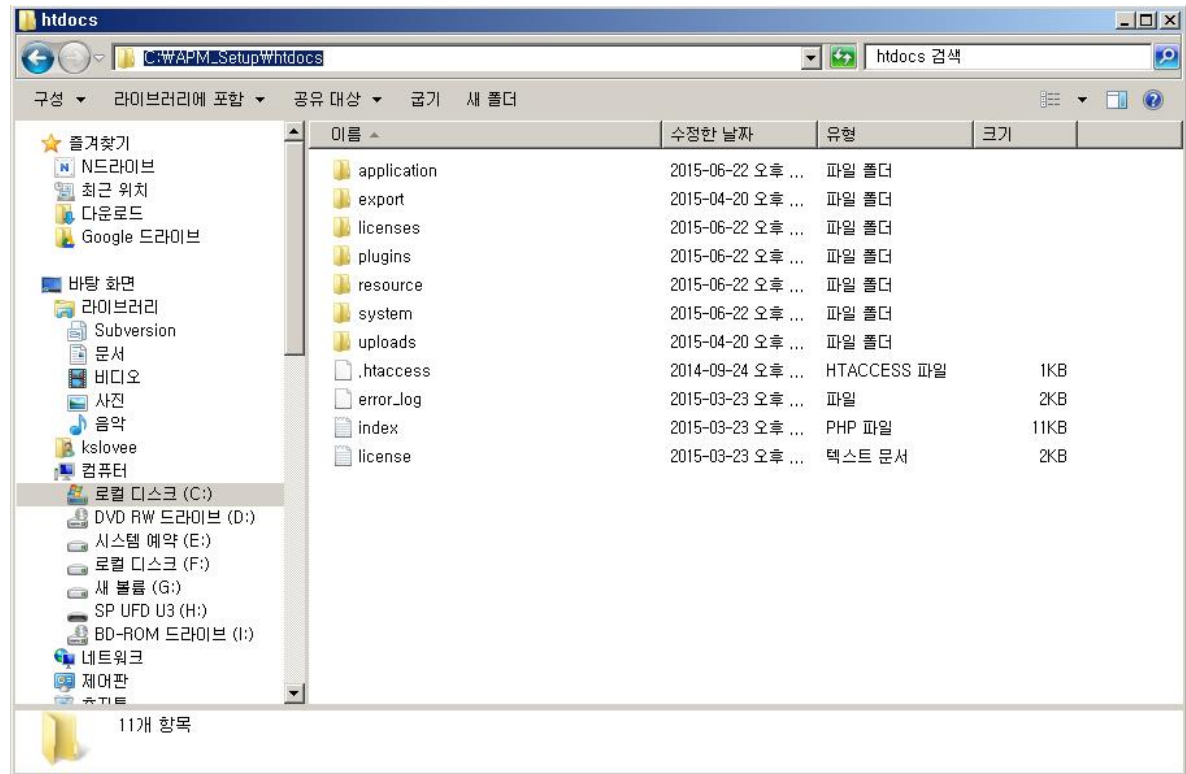 htdocs
C:₩APM_Setup₩htdocs
htdocs 검색
구성 라이브러리에 포함 공유 대상 굽기 새 폴더
즐겨찾기
N드라이브
최근 위치
다운로드
Google 드라이브
바탕 화면
라이브러리
Subversion
문서
비디오
사진
음악
kslovee
컴퓨터
로컬 디스크 (C:)
DVD RW 드라이브 (D:)
시스템 예약 (E:)
로컬 디스크 (F:)
새 볼륨 (G:)
SP UFD U3 (H:)
BD-ROM 드라이브 (I:)
네트워크
제어판
이름 수정한 날짜 유형 크기
application 2015-06-22 오후 ... 파일 폴더
export 2015-04-20 오후 ... 파일 폴더
licenses 2015-06-22 오후 ... 파일 폴더
plugins 2015-06-22 오후 ... 파일 폴더
resource 2015-06-22 오후 ... 파일 폴더
system 2015-06-22 오후 ... 파일 폴더
uploads 2015-04-20 오후 ... 파일 폴더
.htaccess 2014-09-24 오후 ... HTACCESS 파일 1KB
error_log 2015-03-23 오후 ... 파일 2KB
index 2015-03-23 오후 ... PHP 파일 11KB
license 2015-03-23 오후 ... 텍스트 문서 2KB
11개 항목